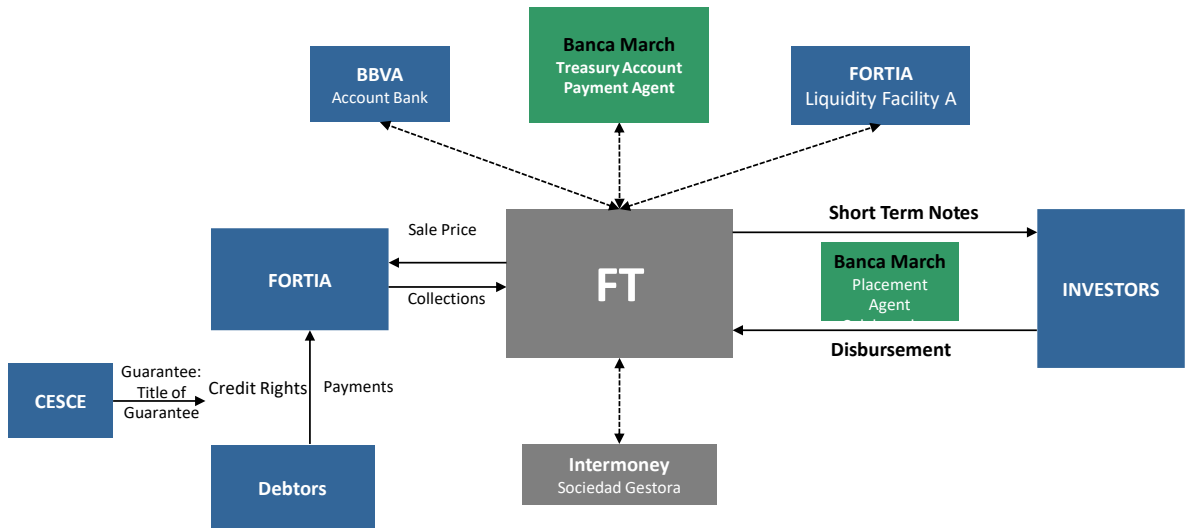 Banca March
Treasury Account
Payment Agent
BBVA
Account Bank
FORTIA
Liquidity Facility A
Short Term Notes
Sale Price
FORTIA
Collections
FT
Banca March
Placement
Agent
INVESTORS
Disbursement
Guarantee:
Title of
Guarantee
CESCE
Credit Rights
Payments
Debtors
Intermoney
Sociedad Gestora